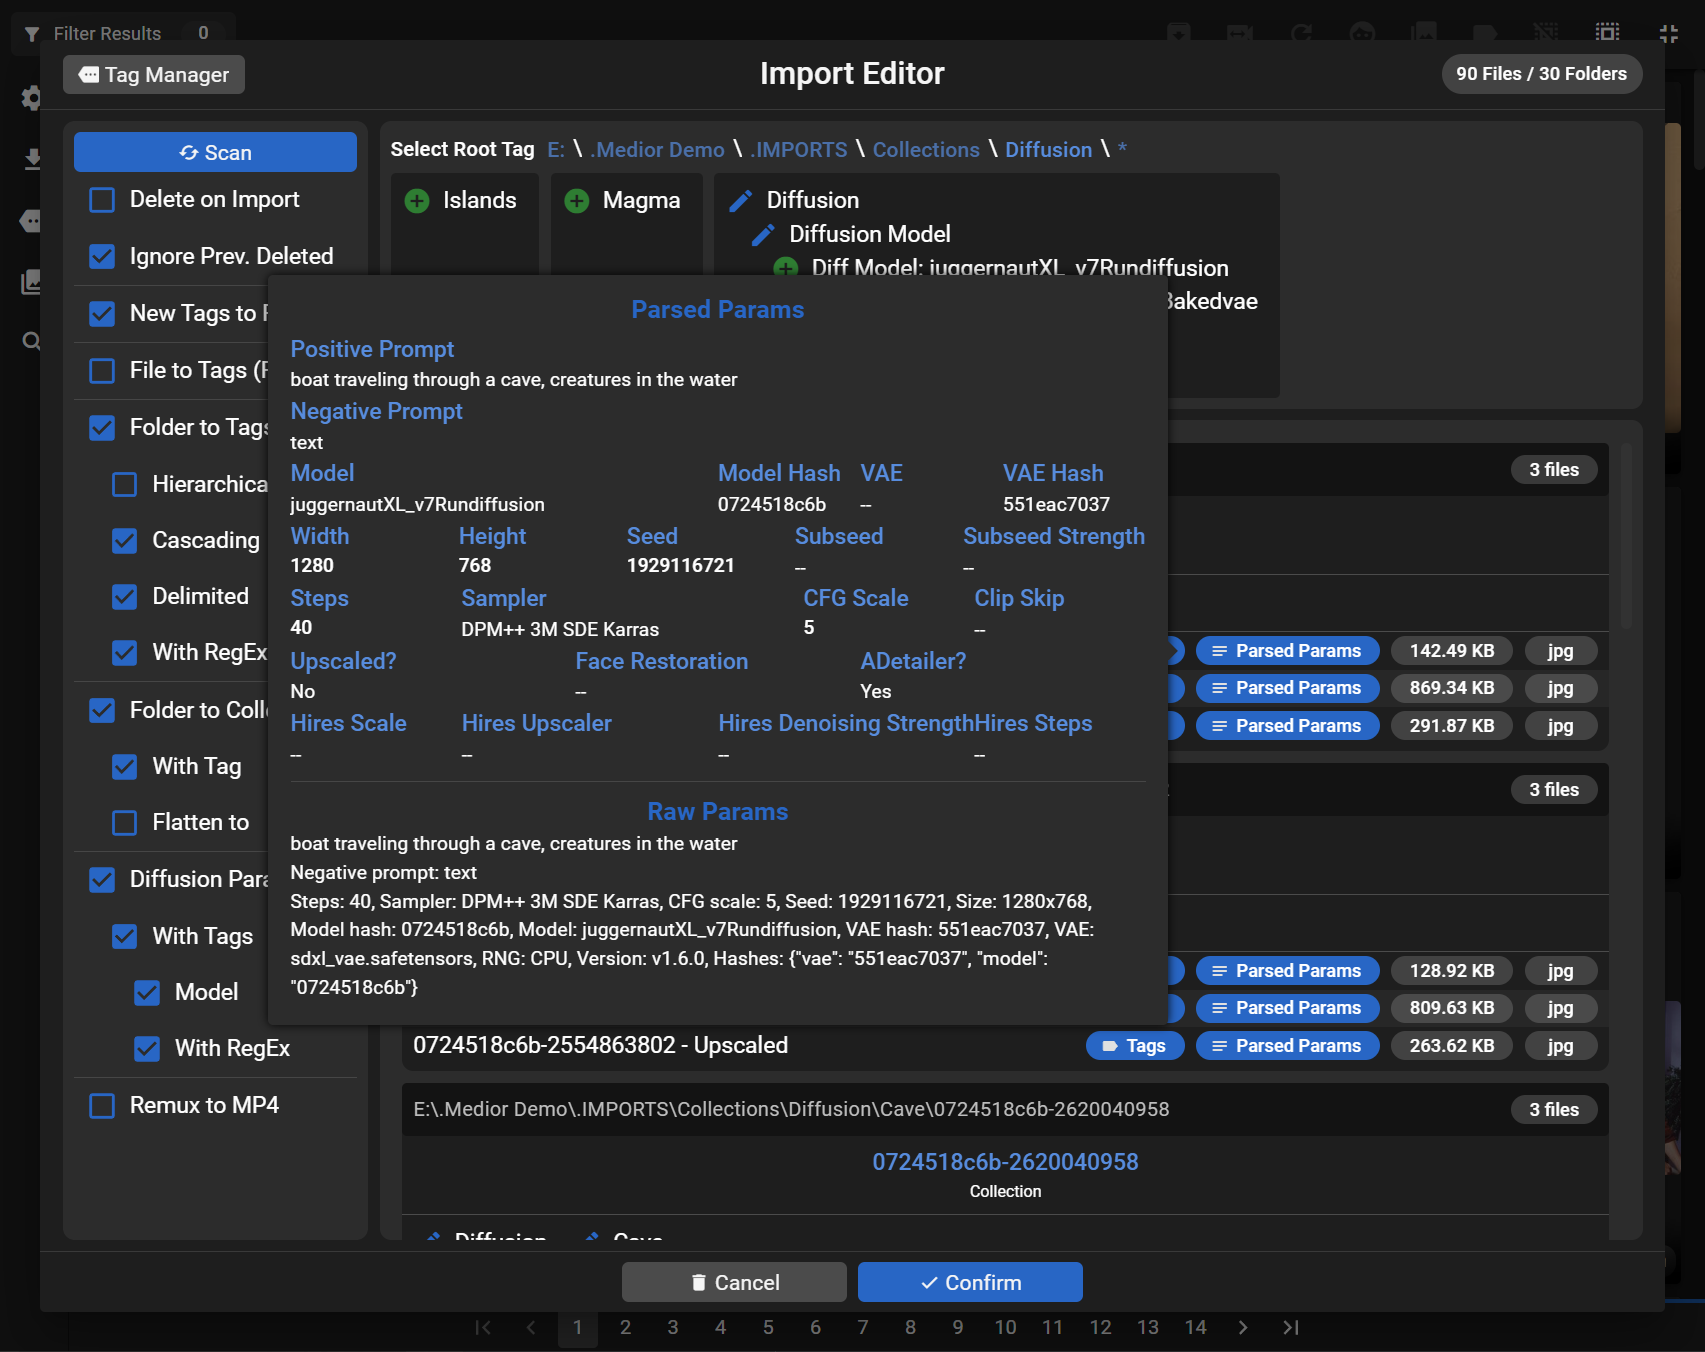 Filter Results 0
Tag Manager
Import Editor
90 Files / 30 Folders
Scan
Delete on Import
Ignore Prev. Deleted
New Tags to
File to Tags (
Folder to Tags
Hierarchica
Cascading
Delimited
With RegEx
Folder to Coll
With Tag
Flatten to
Diffusion Para
With Tags
Model
With RegEx
Remux to MP4
Select Root Tag E: \ .Medior Demo \ .IMPORTS \ Collections \ Diffusion \ *
Islands
Magma
Diffusion
Diffusion Model
Diff Model: juggernautXL_v7Rundiffusion
Bakedvae
Parsed Params
Positive Prompt
boat traveling through a cave, creatures in the water
Negative Prompt
text
Model Model Hash VAE VAE Hash
juggernautXL_v7Rundiffusion 0724518c6b -- 551eac7037
Width Height Seed Subseed Subseed Strength
1280 768 1929116721 -- --
Steps Sampler CFG Scale Clip Skip
40 DPM++ 3M SDE Karras 5 --
Upscaled? Face Restoration ADetailer?
No -- Yes
Hires Scale Hires Upscaler Hires Denoising Strength Hires Steps
-- -- -- --
Raw Params
boat traveling through a cave, creatures in the water
Negative prompt: text
Steps: 40, Sampler: DPM++ 3M SDE Karras, CFG scale: 5, Seed: 1929116721, Size: 1280x768,
Model hash: 0724518c6b, Model: juggernautXL_v7Rundiffusion, VAE hash: 551eac7037, VAE:
sdxl_vae.safetensors, RNG: CPU, Version: v1.6.0, Hashes: {"vae": "551eac7037", "model":
"0724518c6b"}
3 files
Parsed Params 142.49 KB jpg
Parsed Params 869.34 KB jpg
Parsed Params 291.87 KB jpg
3 files
Parsed Params 128.92 KB jpg
Parsed Params 809.63 KB jpg
0724518c6b-2554863802 - Upscaled Tags Parsed Params 263.62 KB jpg
E:\.Medior Demo\.IMPORTS\Collections\Diffusion\Cave\0724518c6b-2620040958 3 files
0724518c6b-2620040958
Collection
Diffusion Cave
Cancel
Confirm
1 2 3 4 5 6 7 8 9 10 11 12 13 14